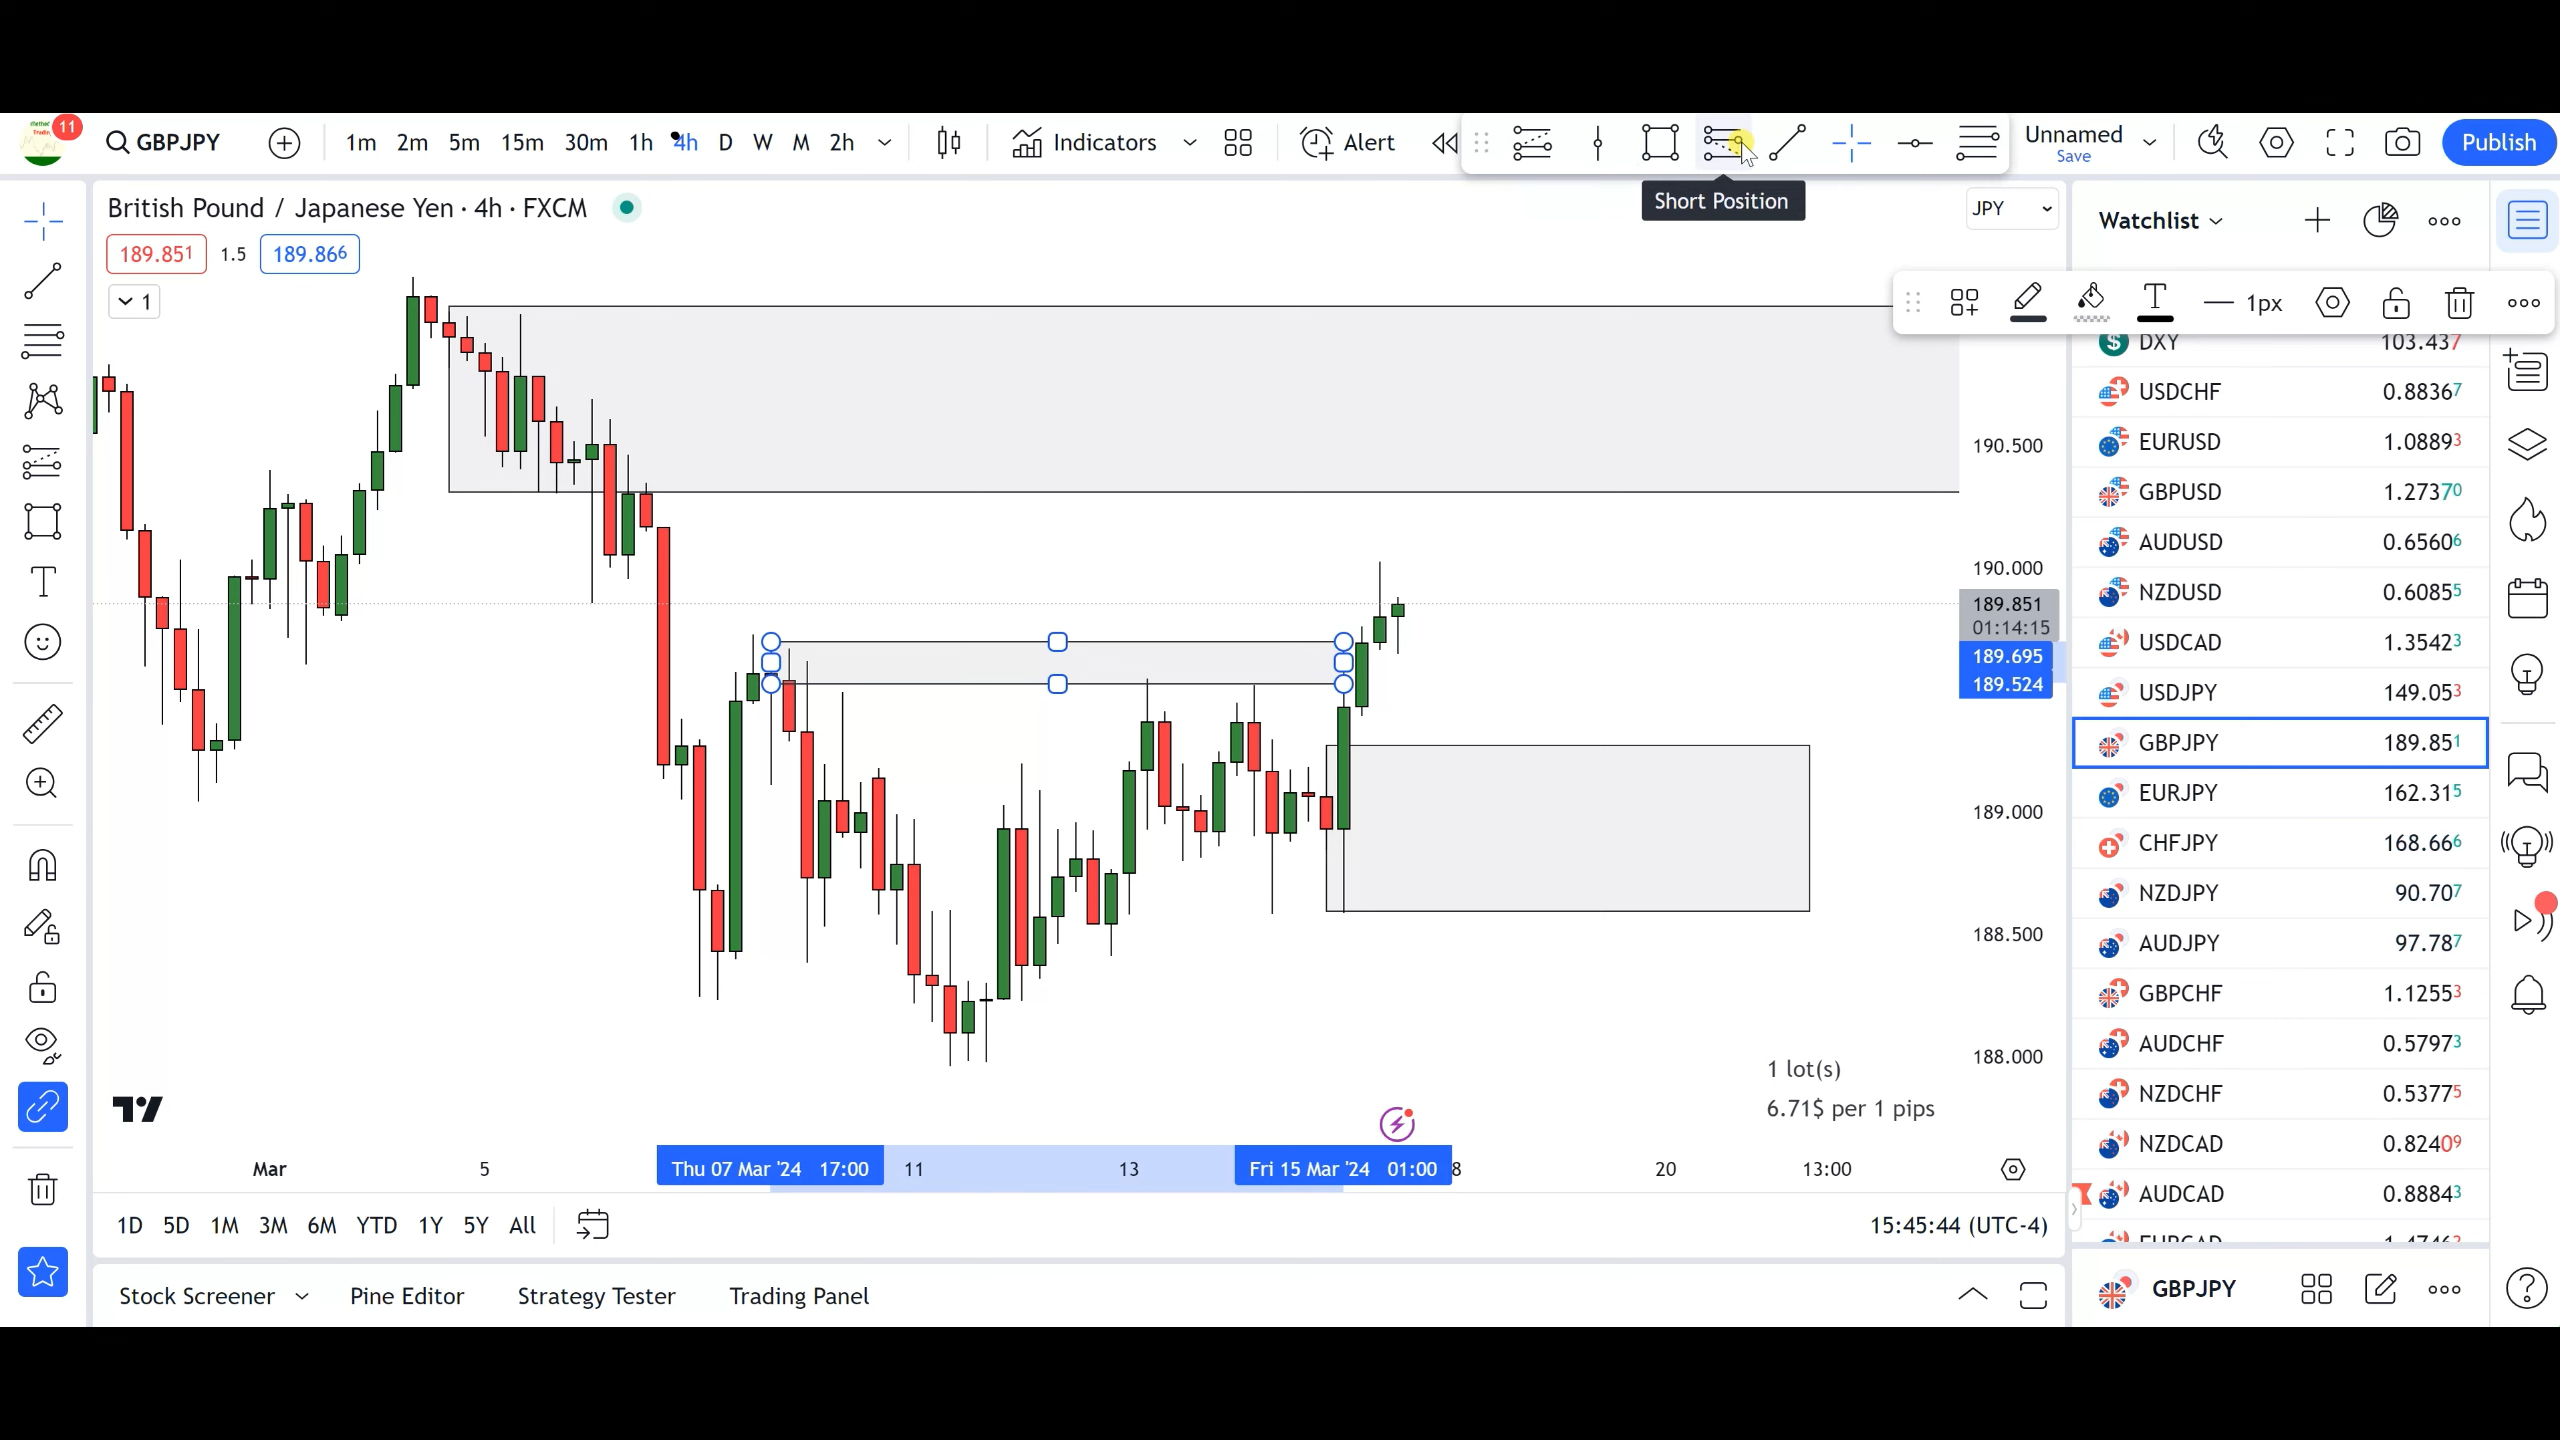 11
GBPJPY
1m 2m 5m 15m 30m 1h 4h D W M 2h
Indicators
Alert
Unnamed
Save
Publish
Short Position
British Pound / Japanese Yen · 4h · FXCM
JPY
189.851 1.5 189.866
1
Watchlist
1px
DXY 103.437
USDCHF 0.88367
EURUSD 1.08893
GBPUSD 1.27370
AUDUSD 0.65606
NZDUSD 0.60855
USDCAD 1.35423
USDJPY 149.053
GBPJPY 189.851
EURJPY 162.315
CHFJPY 168.666
NZDJPY 90.707
AUDJPY 97.787
GBPCHF 1.12553
AUDCHF 0.57973
NZDCHF 0.53775
NZDCAD 0.82409
AUDCAD 0.88843
190.500
190.000
189.851
01:14:15
189.695
189.524
189.000
188.500
188.000
1 lot(s)
6.71$ per 1 pips
Mar 5 Thu 07 Mar '24 17:00 11 13 Fri 15 Mar '24 01:00 8 20 13:00
1D 5D 1M 3M 6M YTD 1Y 5Y All
15:45:44 (UTC-4)
Stock Screener Pine Editor Strategy Tester Trading Panel
GBPJPY